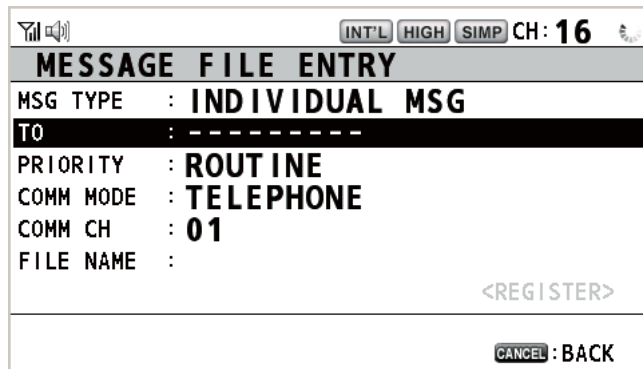 INT'L HIGH SIMP CH: 16
MESSAGE FILE ENTRY
MSG TYPE : INDIVIDUAL MSG
TO : ---------
PRIORITY : ROUTINE
COMM MODE : TELEPHONE
COMM CH : 01
FILE NAME :
<REGISTER>
CANCEL : BACK